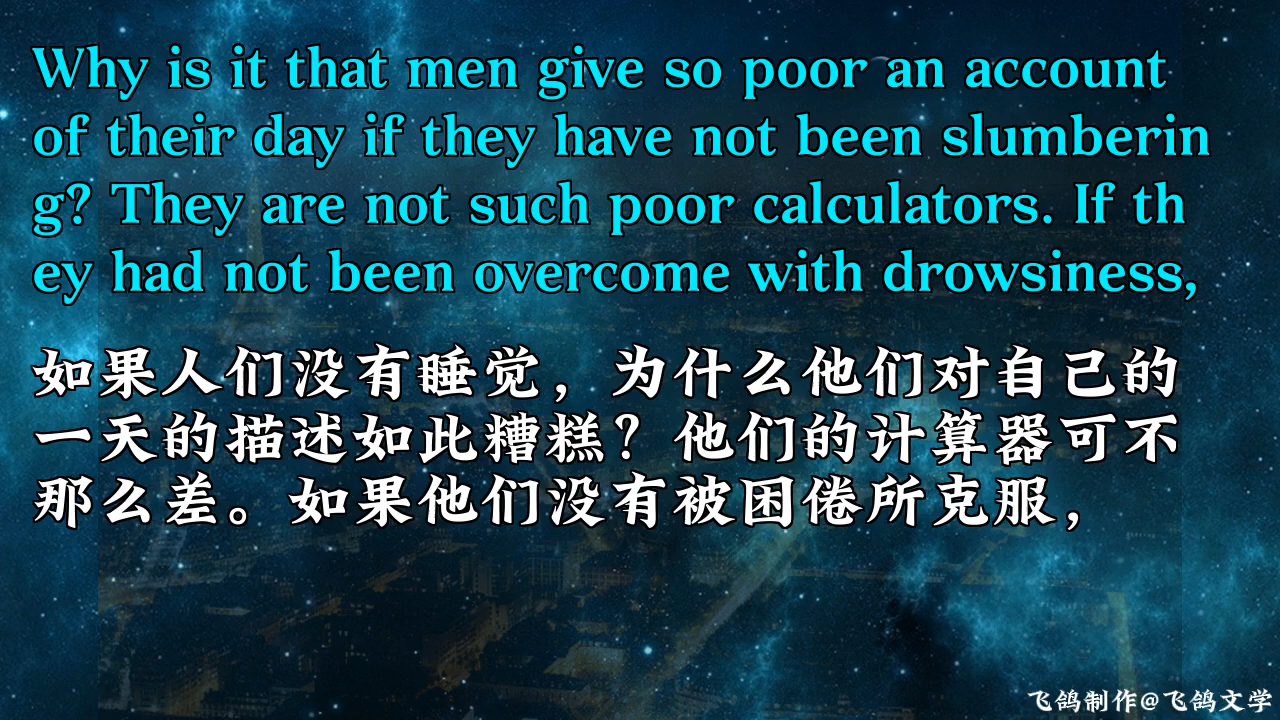 Why is it that men give so poor an account
of their day if they have not been slumberin
g? They are not such poor calculators. If th
ey had not been overcome with drowsiness,
如果人们没有睡觉，为什么他们对自己的
一天的描述如此糟糕？他们的计算器可不
那么差。如果他们没有被困倦所克服，
飞鸽制作@飞鸽文学